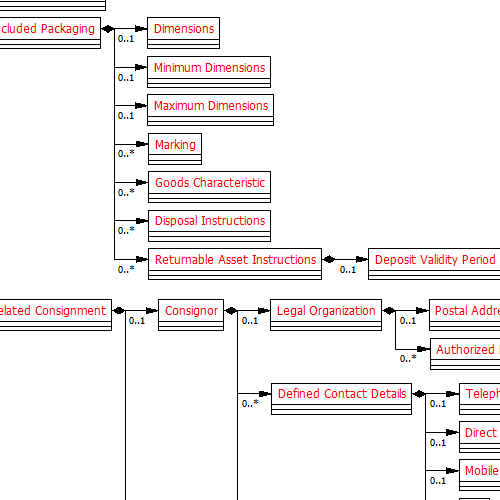 cluded Packaging
Dimensions
0..1
Minimum Dimensions
0..1
Maximum Dimensions
0..1
Marking
0..*
Goods Characteristic
0..*
Disposal Instructions
0..*
Returnable Asset Instructions
0..*
0..1
Deposit Validity Period
elated Consignment
0..1
Consignor
0..1
Legal Organization
0..1
Postal Addre
0..*
Authorized
0..*
Defined Contact Details
0..1
Teleph
0..1
Direct
0..1
Mobile